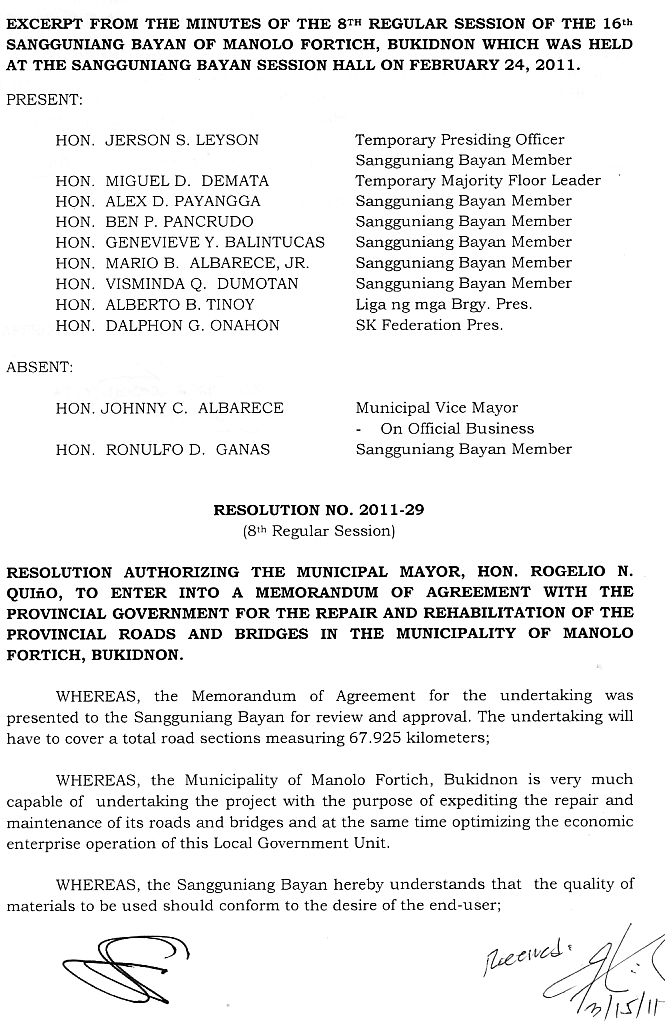 EXCERPT FROM THE MINUTES OF THE 8TH REGULAR SESSION OF THE 16th
SANGGUNIANG BAYAN OF MANOLO FORTICH, BUKIDNON WHICH WAS HELD
AT THE SANGGUNIANG BAYAN SESSION HALL ON FEBRUARY 24, 2011.
PRESENT:
HON. JERSON S. LEYSON Temporary Presiding Officer
Sangguniang Bayan Member
HON. MIGUEL D. DEMATA Temporary Majority Floor Leader
HON. ALEX D. PAYANGGA Sangguniang Bayan Member
HON. BEN P. PANCRUDO Sangguniang Bayan Member
HON. GENEVIEVE Y. BALINTUCAS Sangguniang Bayan Member
HON. MARIO B. ALBARECE, JR. Sangguniang Bayan Member
HON. VISMINDA Q. DUMOTAN Sangguniang Bayan Member
HON. ALBERTO B. TINOY Liga ng mga Brgy. Pres.
HON. DALPHON G. ONAHON SK Federation Pres.
ABSENT:
HON. JOHNNY C. ALBARECE Municipal Vice Mayor
- On Official Business
HON. RONULFO D. GANAS Sangguniang Bayan Member
RESOLUTION NO. 2011-29
(8th Regular Session)
RESOLUTION AUTHORIZING THE MUNICIPAL MAYOR, HON. ROGELIO N.
QUIñO, TO ENTER INTO A MEMORANDUM OF AGREEMENT WITH THE
PROVINCIAL GOVERNMENT FOR THE REPAIR AND REHABILITATION OF THE
PROVINCIAL ROADS AND BRIDGES IN THE MUNICIPALITY OF MANOLO
FORTICH, BUKIDNON.
WHEREAS, the Memorandum of Agreement for the undertaking was
presented to the Sangguniang Bayan for review and approval. The undertaking will
have to cover a total road sections measuring 67.925 kilometers;
WHEREAS, the Municipality of Manolo Fortich, Bukidnon is very much
capable of undertaking the project with the purpose of expediting the repair and
maintenance of its roads and bridges and at the same time optimizing the economic
enterprise operation of this Local Government Unit.
WHEREAS, the Sangguniang Bayan hereby understands that the quality of
materials to be used should conform to the desire of the end-user;
Received:
3/15/11